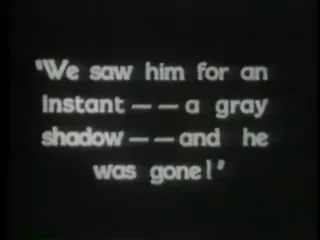 "We saw him for an
instant — — a gray
shadow — — and he
was gone!"